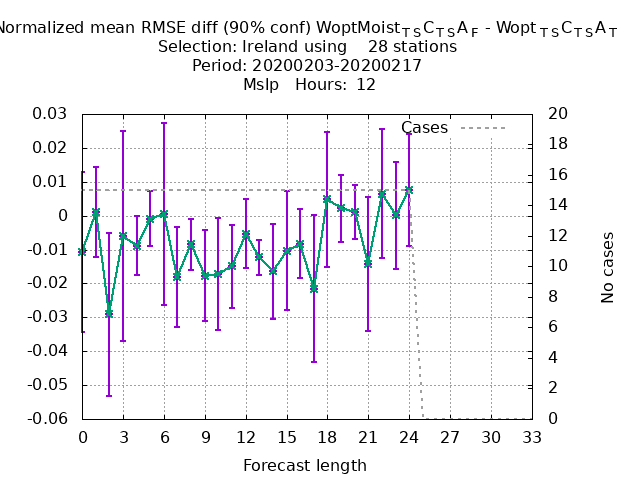 Normalized mean RMSE diff (90% conf) WoptMoist_TSC_TSA_F - Wopt_TSC_TSA_T
Selection: Ireland using 28 stations
Period: 20200203-20200217
Mslp Hours: 12
Cases
0.03
0.02
0.01
0
-0.01
-0.02
-0.03
-0.04
-0.05
-0.06
20
18
16
14
12
10
8
6
4
2
0
No cases
0 3 6 9 12 15 18 21 24 27 30 33
Forecast length